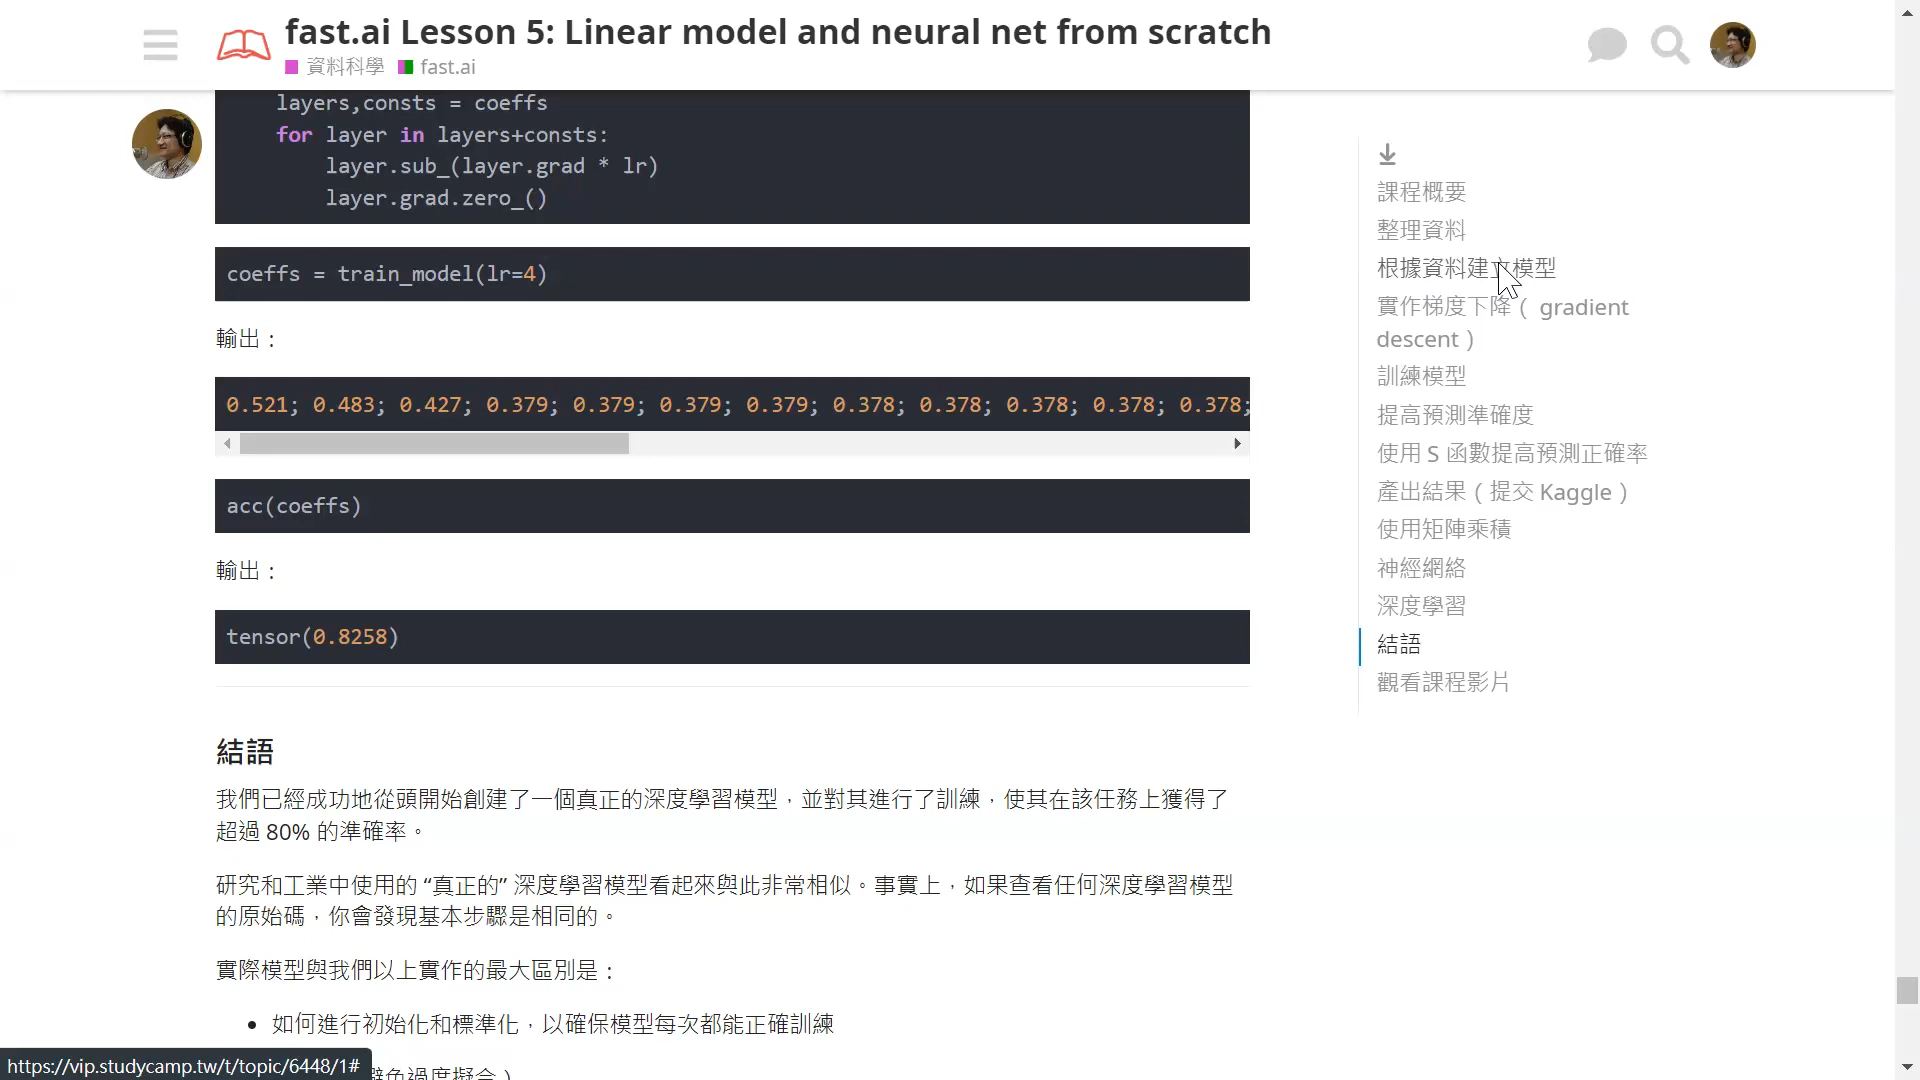 fast.ai Lesson 5: Linear model and neural net from scratch
資料科學 fast.ai
layers,consts = coeffs
for layer in layers+consts:
layer.sub_(layer.grad * lr)
layer.grad.zero_()
coeffs = train_model(lr=4)
輸出：
0.521; 0.483; 0.427; 0.379; 0.379; 0.379; 0.379; 0.378; 0.378; 0.378; 0.378; 0.378;
acc(coeffs)
輸出：
tensor(0.8258)
結語
我們已經成功地從頭開始創建了一個真正的深度學習模型，並對其進行了訓練，使其在該任務上獲得了
超過 80% 的準確率。
研究和工業中使用的 “真正的” 深度學習模型看起來與此非常相似。事實上，如果查看任何深度學習模型
的原始碼，你會發現基本步驟是相同的。
實際模型與我們以上實作的最大區別是：
如何進行初始化和標準化，以確保模型每次都能正確訓練
避免過度擬合）
課程概要
整理資料
根據資料建立模型
實作梯度下降（ gradient
descent）
訓練模型
提高預測準確度
使用 S 函數提高預測正確率
產出結果（提交 Kaggle）
使用矩陣乘積
神經網絡
深度學習
結語
觀看課程影片
https://vip.studycamp.tw/t/topic/6448/1#